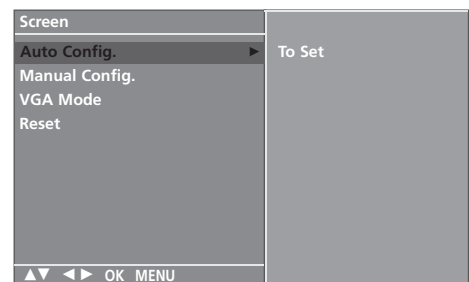 Screen
Auto Config. ► To Set
Manual Config.
VGA Mode
Reset
▲▼ ◄► OK MENU